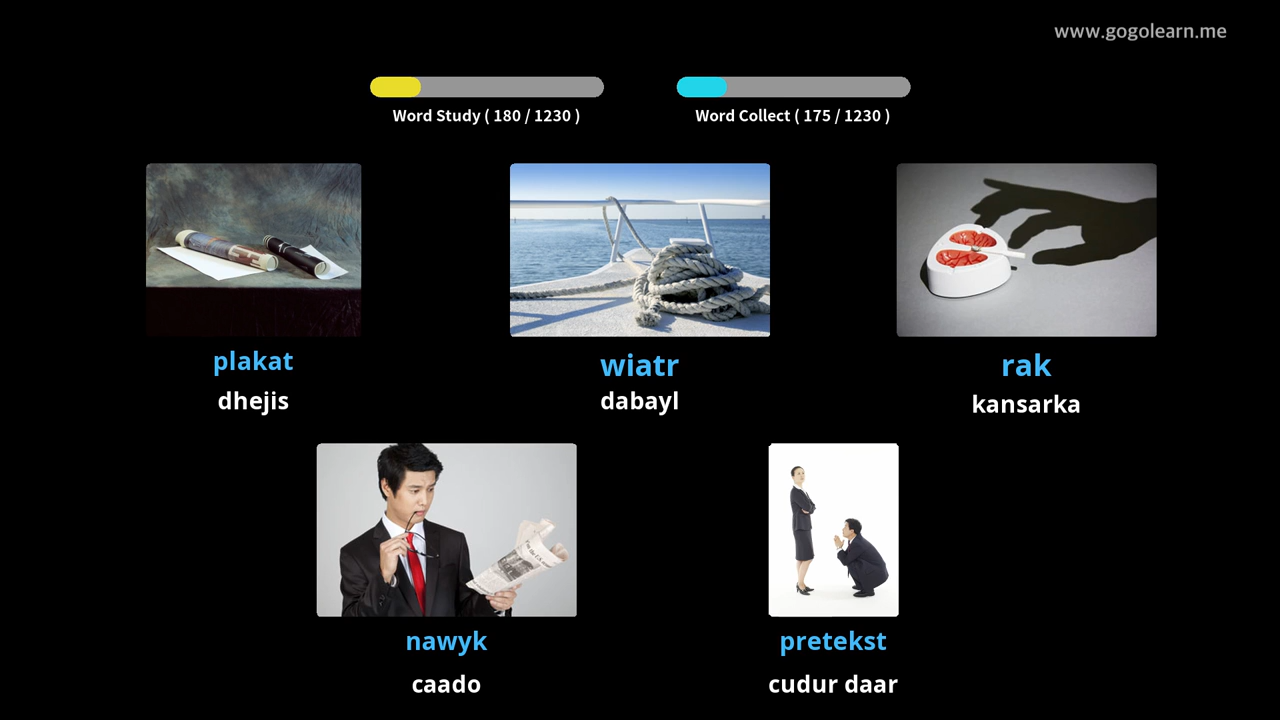 www.gogolearn.me
Word Study ( 180 / 1230 )
Word Collect ( 175 / 1230 )
plakat
dhejis
wiatr
dabayl
rak
kansarka
nawyk
caado
pretekst
cudur daar